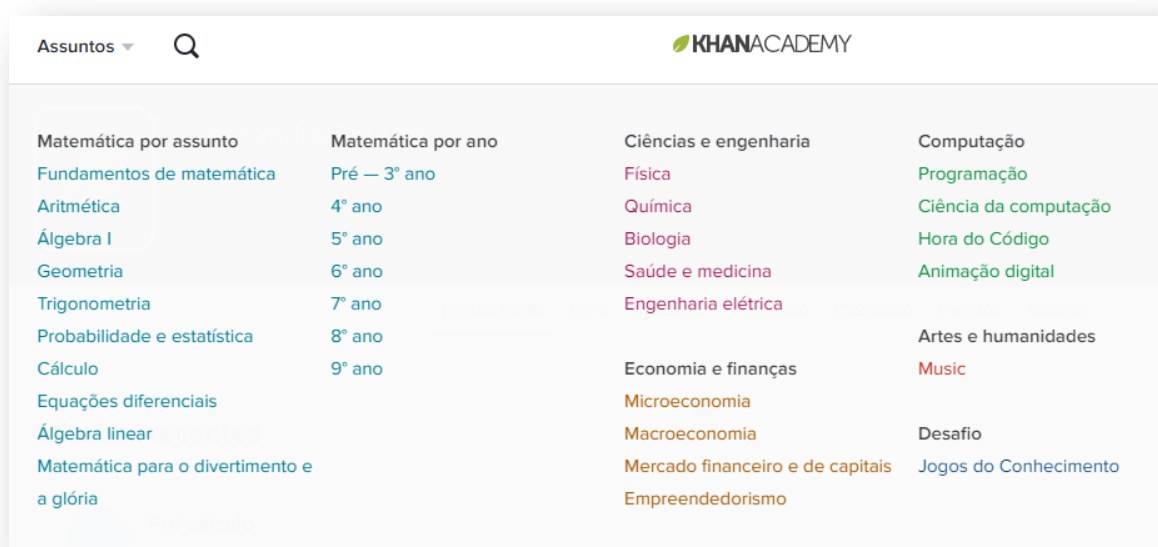 Assuntos
KHANACADEMY
Matemática por assunto
Fundamentos de matemática
Aritmética
Álgebra I
Geometria
Trigonometria
Probabilidade e estatística
Cálculo
Equações diferenciais
Álgebra linear
Matemática para o divertimento e
a glória
Matemática por ano
Pré — 3° ano
4° ano
5° ano
6° ano
7° ano
8° ano
9° ano
Ciências e engenharia
Física
Química
Biologia
Saúde e medicina
Engenharia elétrica
Economia e finanças
Microeconomia
Macroeconomia
Mercado financeiro e de capitais
Empreendedorismo
Computação
Programação
Ciência da computação
Hora do Código
Animação digital
Artes e humanidades
Music
Desafio
Jogos do Conhecimento